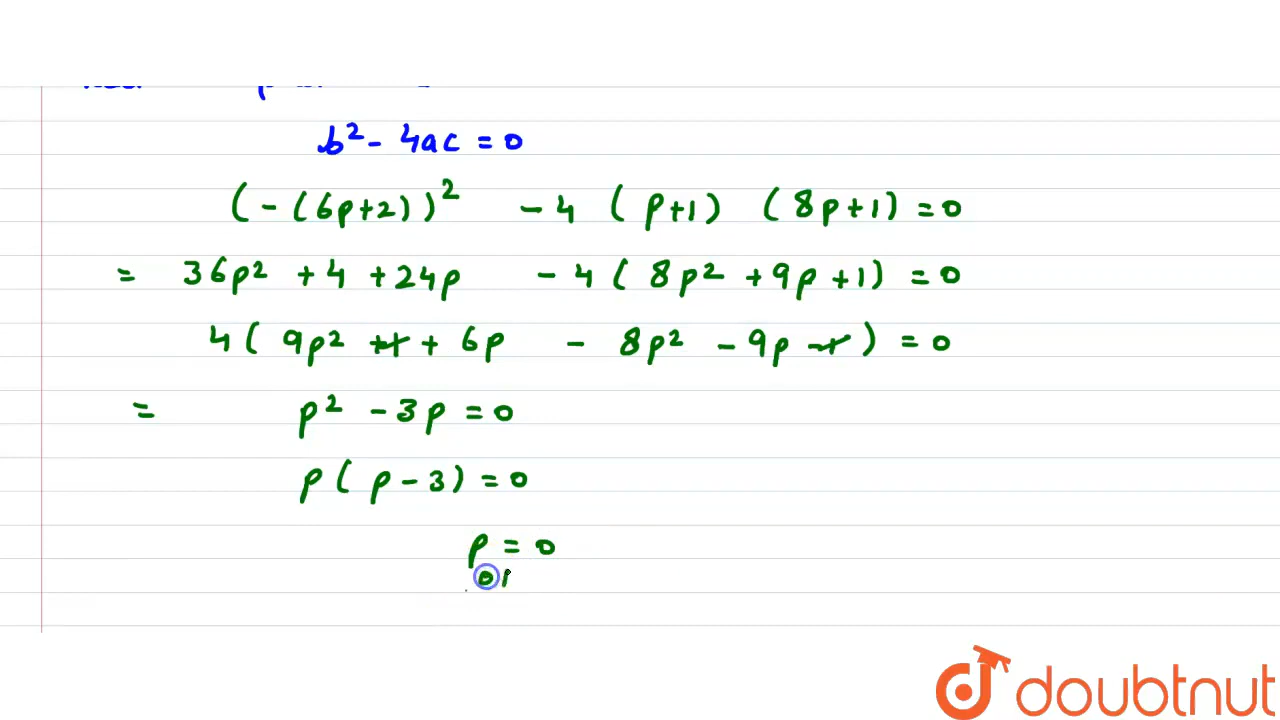 b² - 4ac = 0
(-(6p+2))² - 4 (p+1) (8p+1) = 0
= 36p² + 4 + 24p - 4(8p² + 9p + 1) = 0
4( 9p² +1 + 6p - 8p² - 9p -1 ) = 0
= p² - 3p = 0
p( p - 3) = 0
p = 0
or
doubtnut